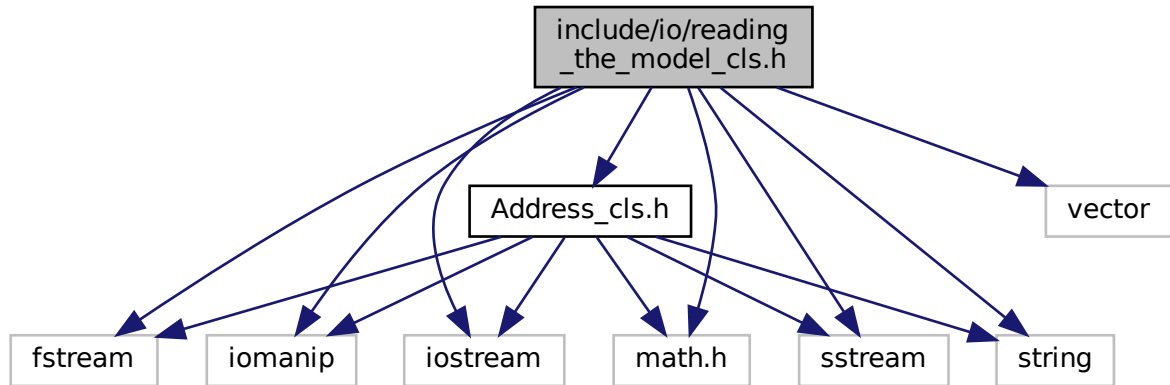 include/io/reading
_the_model_cls.h
Address_cls.h
vector
fstream
iomanip
iostream
math.h
sstream
string